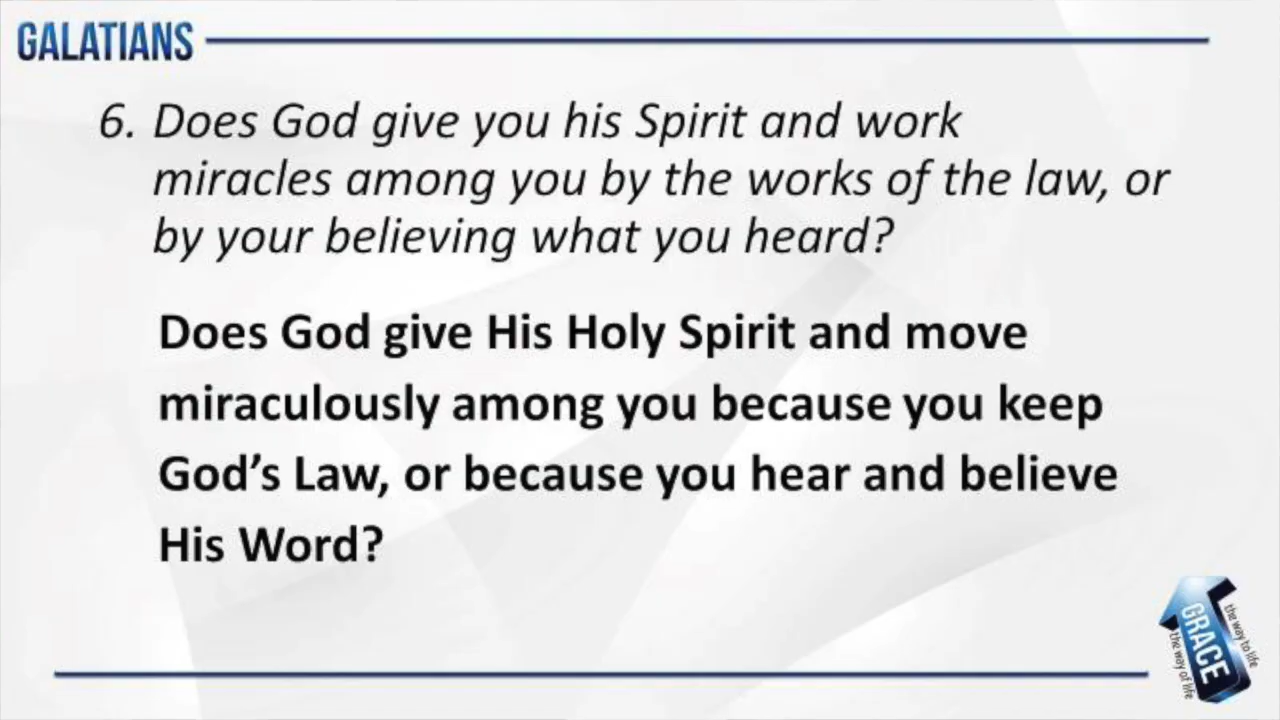 GALATIANS
6. Does God give you his Spirit and work
miracles among you by the works of the law, or
by your believing what you heard?
Does God give His Holy Spirit and move
miraculously among you because you keep
God's Law, or because you hear and believe
His Word?
the way to life
GRACE
the way of life